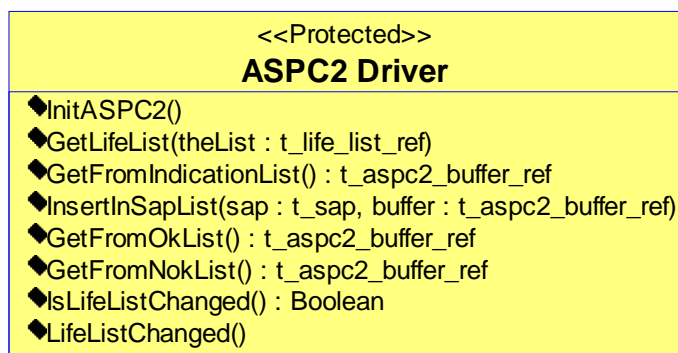 <<Protected>>
ASPC2 Driver
InitASPC2()
GetLifeList(theList : t_life_list_ref)
GetFromIndicationList() : t_aspc2_buffer_ref
InsertInSapList(sap : t_sap, buffer : t_aspc2_buffer_ref)
GetFromOkList() : t_aspc2_buffer_ref
GetFromNokList() : t_aspc2_buffer_ref
IsLifeListChanged() : Boolean
LifeListChanged()